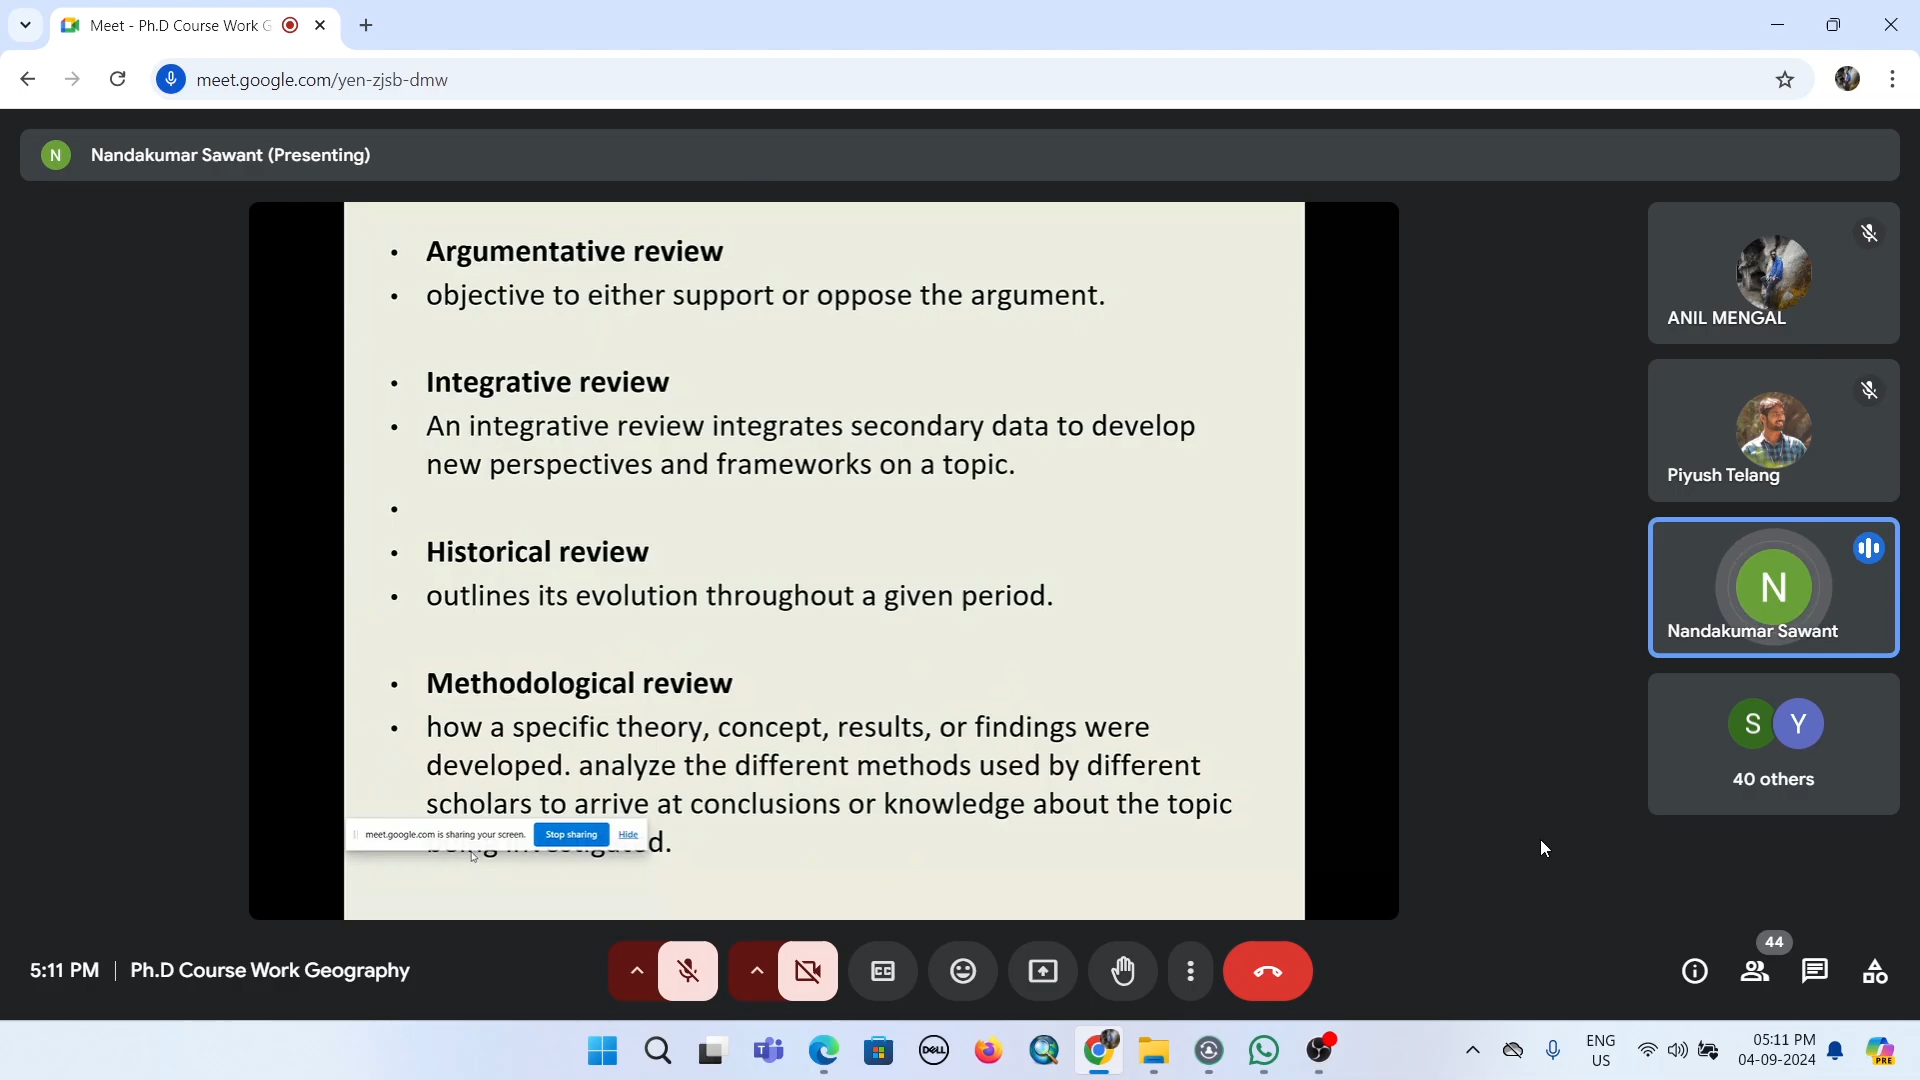 Meet - Ph.D Course Work G
meet.google.com/yen-zjsb-dmw
N
Nandakumar Sawant (Presenting)
• Argumentative review
• objective to either support or oppose the argument.
• Integrative review
• An integrative review integrates secondary data to develop
new perspectives and frameworks on a topic.
•
• Historical review
• outlines its evolution throughout a given period.
• Methodological review
• how a specific theory, concept, results, or findings were
developed. analyze the different methods used by different
scholars to arrive at conclusions or knowledge about the topic
being investigated.
meet.google.com is sharing your screen. Stop sharing Hide
ANIL MENGAL
Piyush Telang
N
Nandakumar Sawant
S Y
40 others
5:11 PM | Ph.D Course Work Geography
CC
44
T
DELL
ENG
US
05:11 PM
04-09-2024
PRE